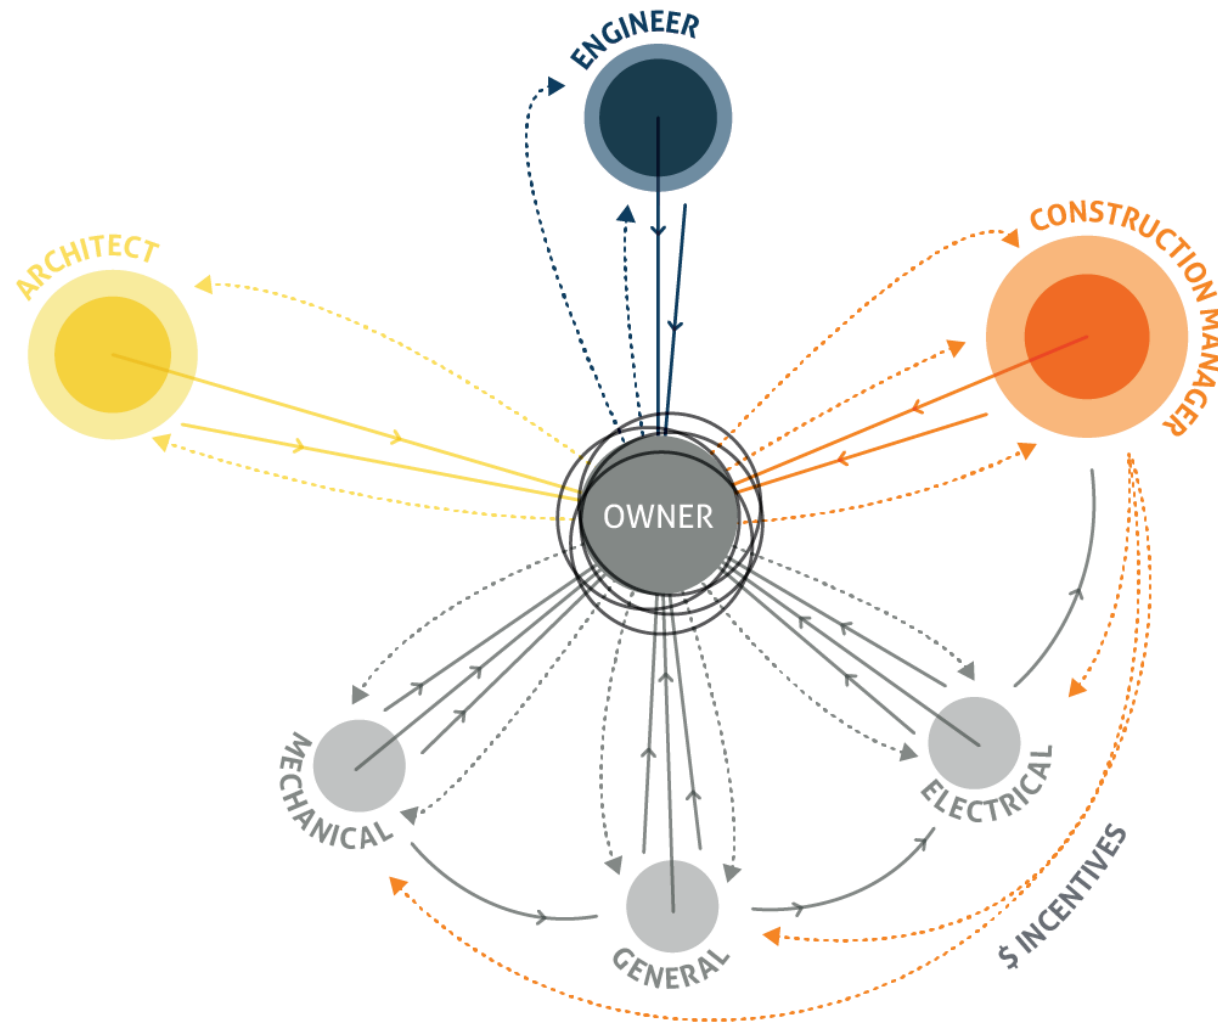 ENGINEER
ARCHITECT
CONSTRUCTION MANAGER
OWNER
MECHANICAL
ELECTRICAL
GENERAL
$ INCENTIVES